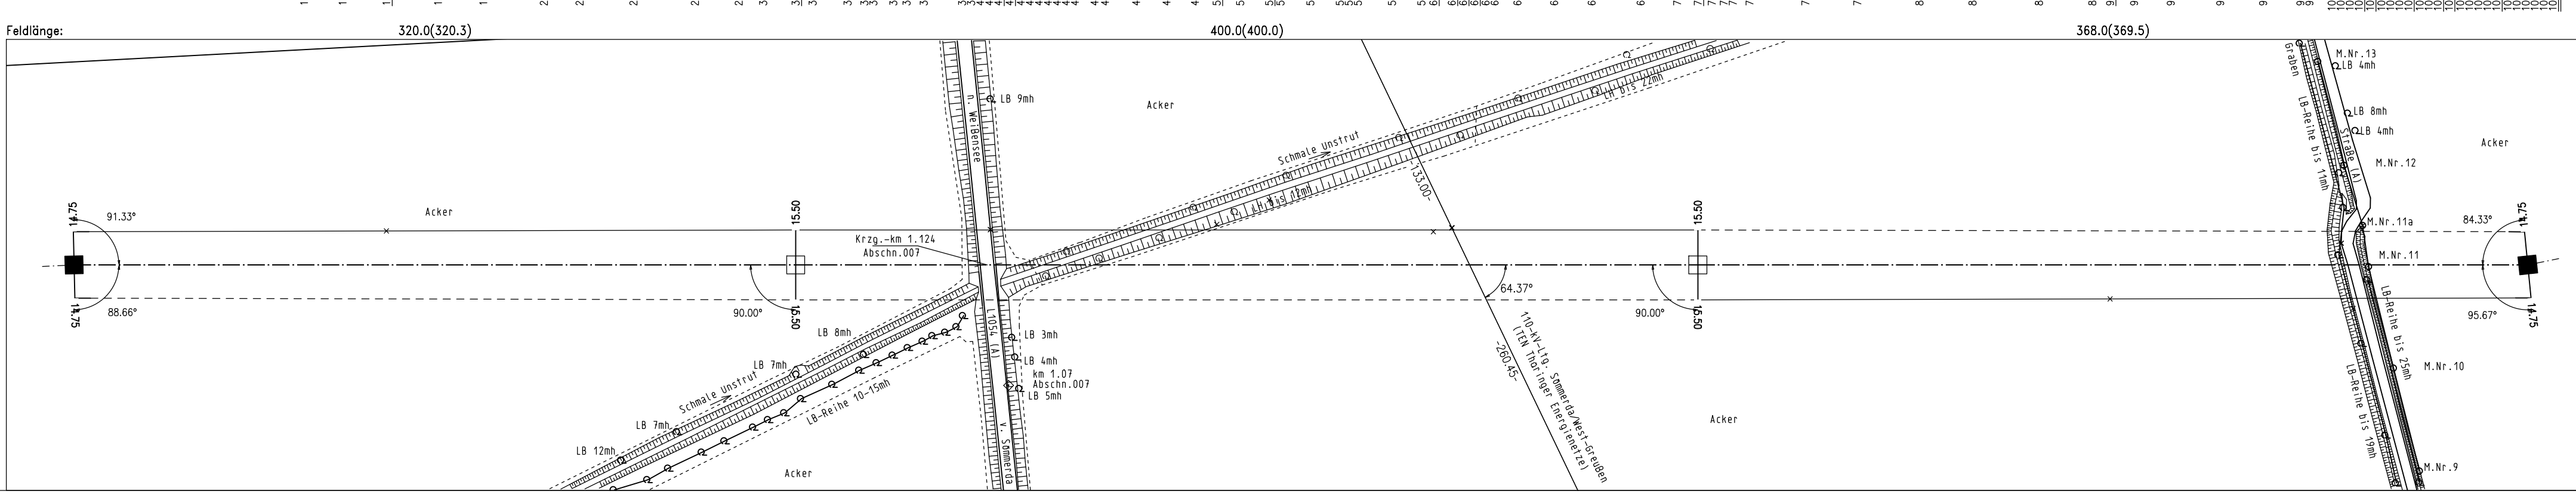 Feldlänge:
320.0(320.3)
400.0(400.0)
368.0(369.5)
14.75
91.33°
14.75
88.66°
Acker
15.50
90.00°
15.50
n. Weißensee
LB 9mh
Acker
Krzg.-km 1.124
Abschn.007
L1054 (A)
v. Sömmerda
LB 8mh
LB 7mh
Schmale Unstrut
LB 7mh
LB 12mh
LB-Reihe 10-15mh
Acker
LB 3mh
LB 4mh
km 1.07
Abschn.007
LB 5mh
Schmale Unstrut
LH bis 12mh
LH bis 22mh
-33.00-
64.37°
-260.45-
110-kV-Ltg. Sömmerda/West-Greußen
(TEN Thüringer Energienetze)
15.50
90.00°
15.50
Acker
Graben
LB-Reihe bis 11mh
Straße (A)
M.Nr.13
LB 4mh
LB 8mh
LB 4mh
M.Nr.12
Acker
M.Nr.11a
M.Nr.11
LB-Reihe bis 25mh
M.Nr.10
LB-Reihe bis 19mh
M.Nr.9
84.33°
14.75
95.67°
14.75